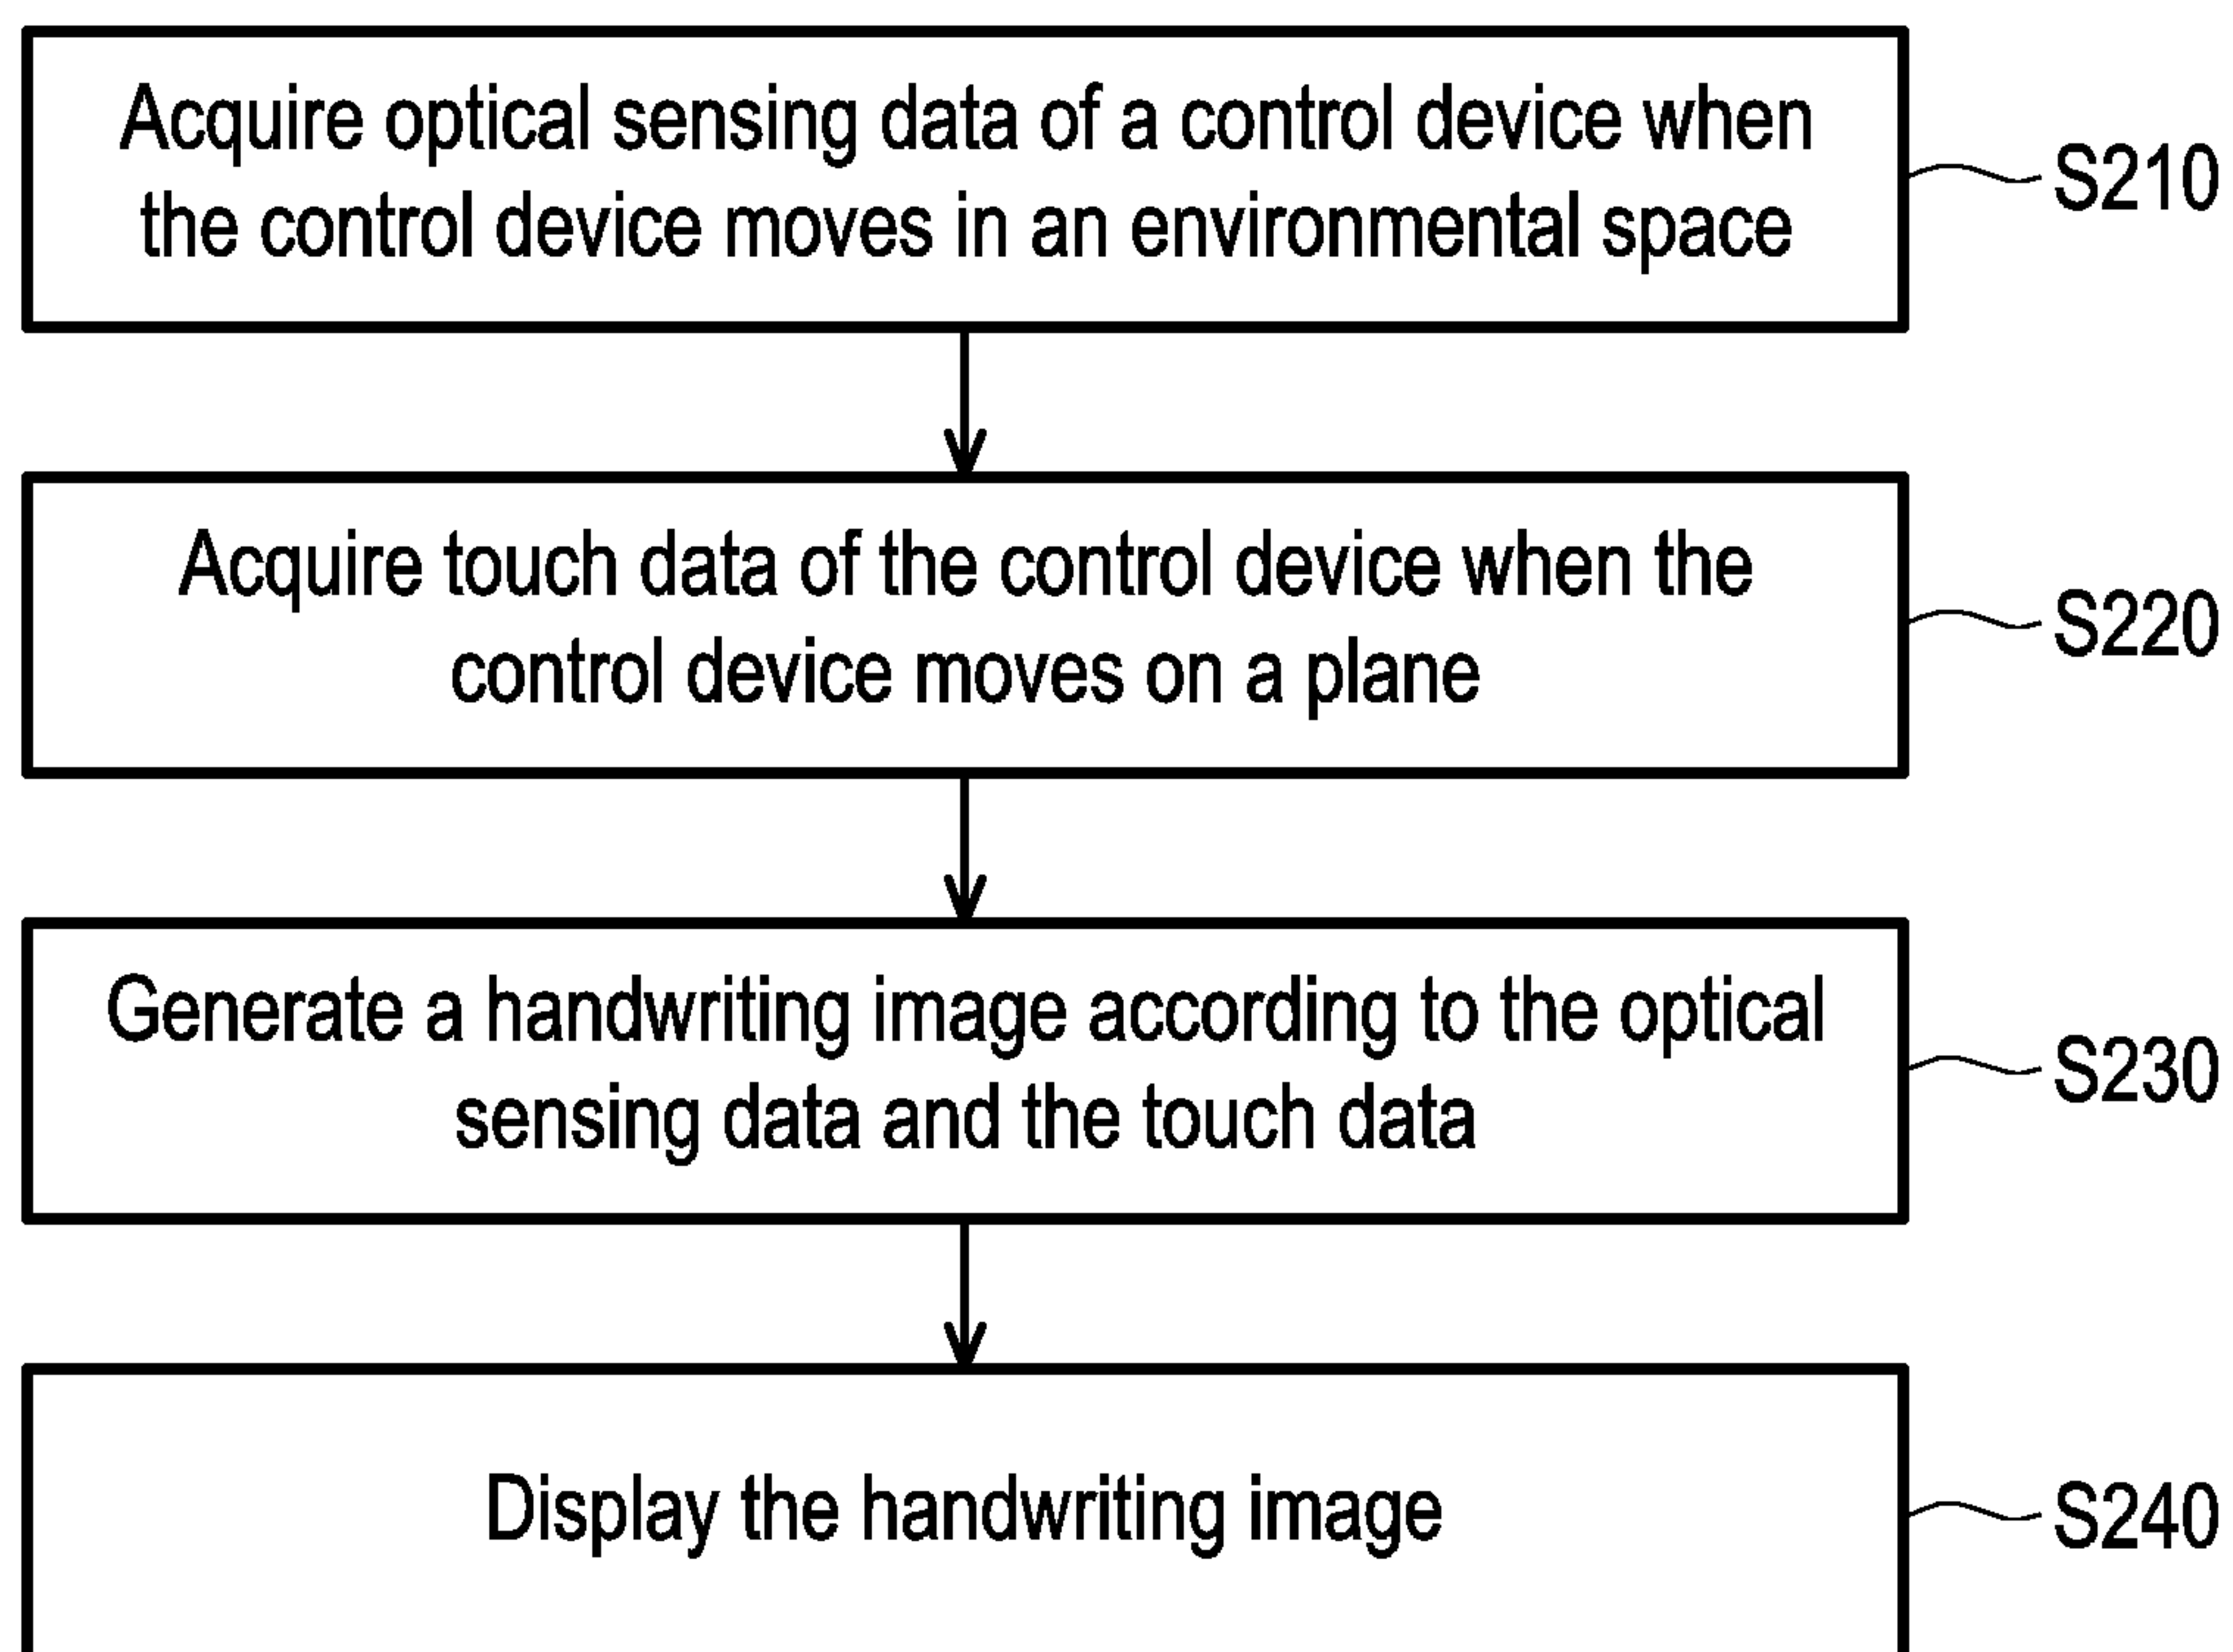 Acquire optical sensing data of a control device when
the control device moves in an environmental space
S210
Acquire touch data of the control device when the
control device moves on a plane
S220
Generate a handwriting image according to the optical
sensing data and the touch data
S230
Display the handwriting image
S240